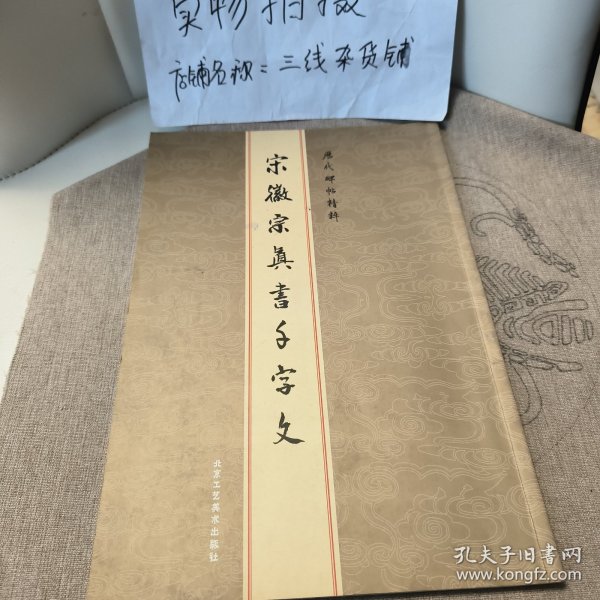 实物拍摄
店铺名称=三线杂货铺
历代碑帖精粹
宋徽宗真書千字文
北京工艺美术出版社
孔夫子旧书网
www.kongfz.com